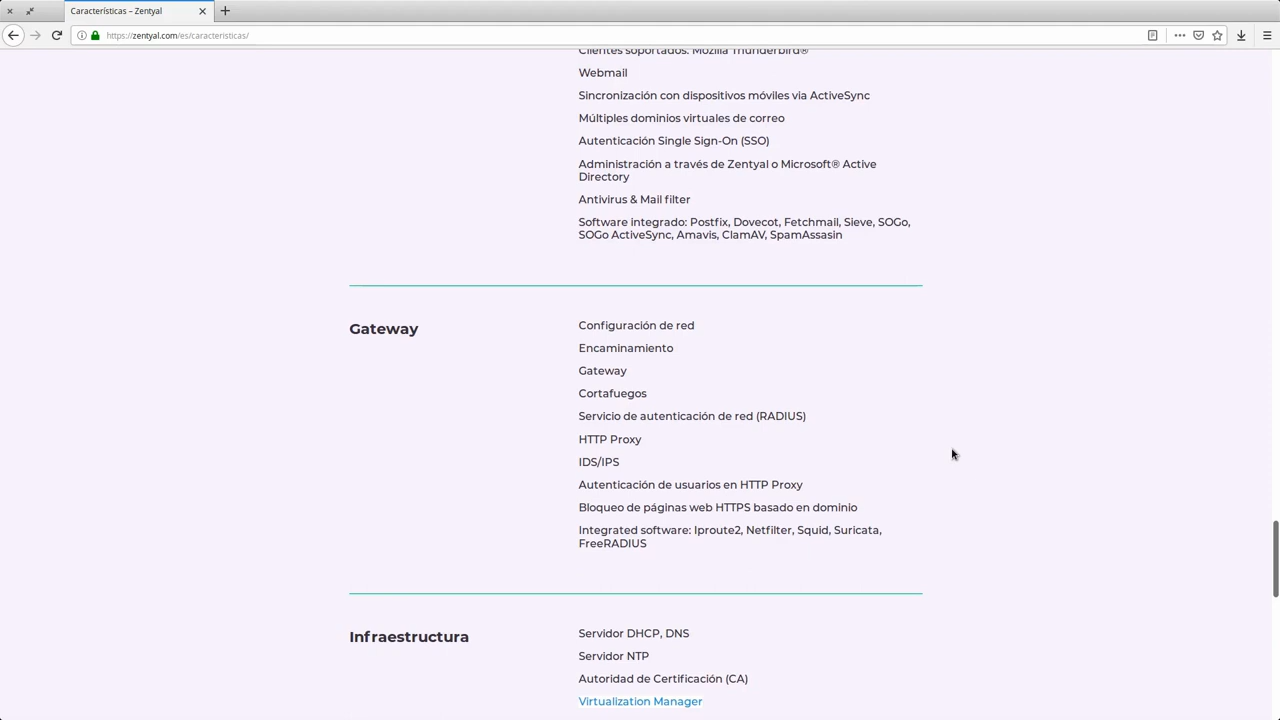 Características – Zentyal
https://zentyal.com/es/caracteristicas/
Clientes soportados: Mozilla Thunderbird®
Webmail
Sincronización con dispositivos móviles via ActiveSync
Múltiples dominios virtuales de correo
Autenticación Single Sign-On (SSO)
Administración a través de Zentyal o Microsoft® Active
Directory
Antivirus & Mail filter
Software integrado: Postfix, Dovecot, Fetchmail, Sieve, SOGo,
SOGo ActiveSync, Amavis, ClamAV, SpamAssasin
Gateway
Configuración de red
Encaminamiento
Gateway
Cortafuegos
Servicio de autenticación de red (RADIUS)
HTTP Proxy
IDS/IPS
Autenticación de usuarios en HTTP Proxy
Bloqueo de páginas web HTTPS basado en dominio
Integrated software: Iproute2, Netfilter, Squid, Suricata,
FreeRADIUS
Infraestructura
Servidor DHCP, DNS
Servidor NTP
Autoridad de Certificación (CA)
Virtualization Manager